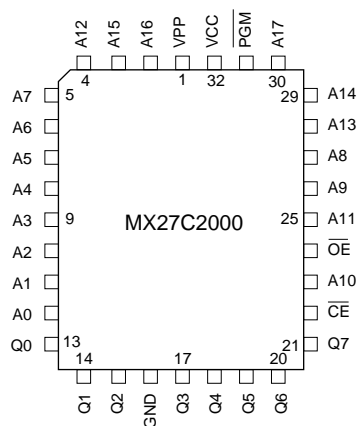 A12 A15 A16 VPP VCC PGM A17
4 1 32 30
A7 5 29 A14
A6 A13
A5 A8
A4 A9
A3 9 MX27C2000 25 A11
A2 OE
A1 A10
A0 CE
Q0 13 21 Q7
14 17 20
Q1 Q2 GND Q3 Q4 Q5 Q6